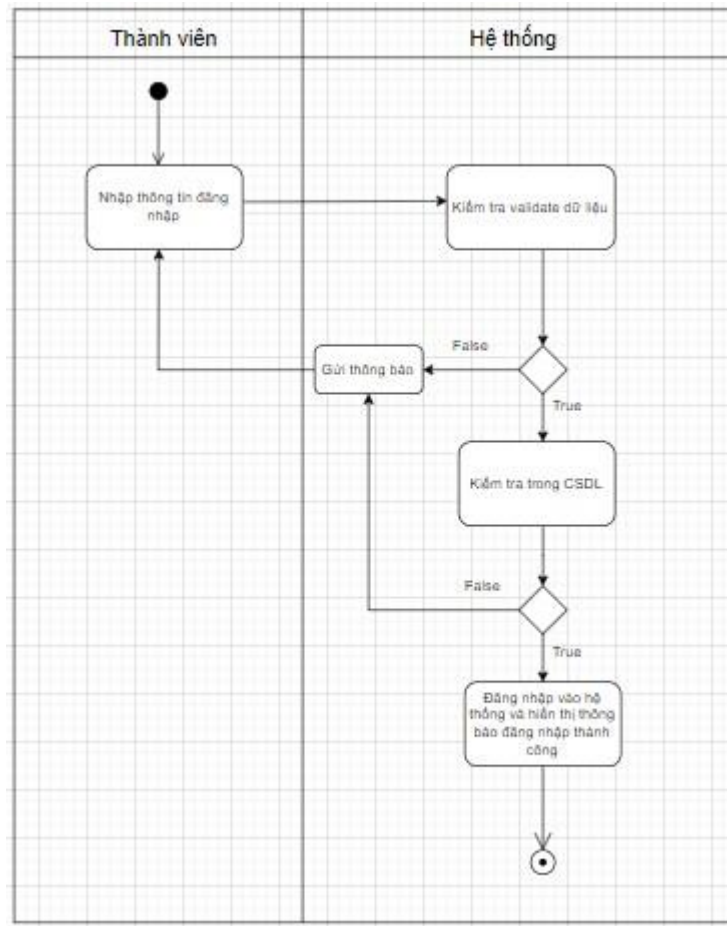 Thành viên
Hệ thống
Nhập thông tin đăng
nhập
Kiểm tra validate dữ liệu
False
Gửi thông báo
True
Kiểm tra trong CSDL
False
True
Đăng nhập vào hệ
thống và hiển thị thông
báo đăng nhập thành
công